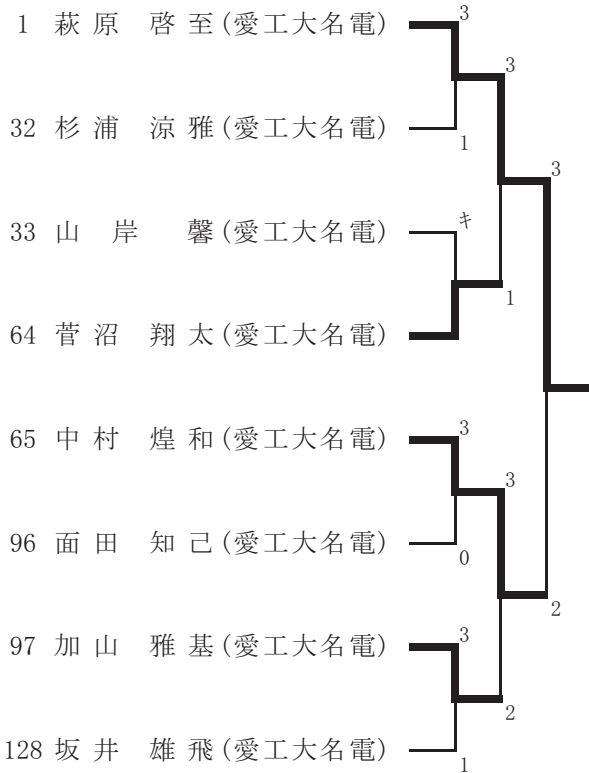 1 萩原 啓至(愛工大名電)
3
3
32 杉浦 涼雅(愛工大名電)
1
3
33 山岸 馨(愛工大名電)
キ
64 菅沼 翔太(愛工大名電)
1
65 中村 煌和(愛工大名電)
3
3
96 面田 知己(愛工大名電)
0
2
97 加山 雅基(愛工大名電)
3
2
128 坂井 雄飛(愛工大名電)
1